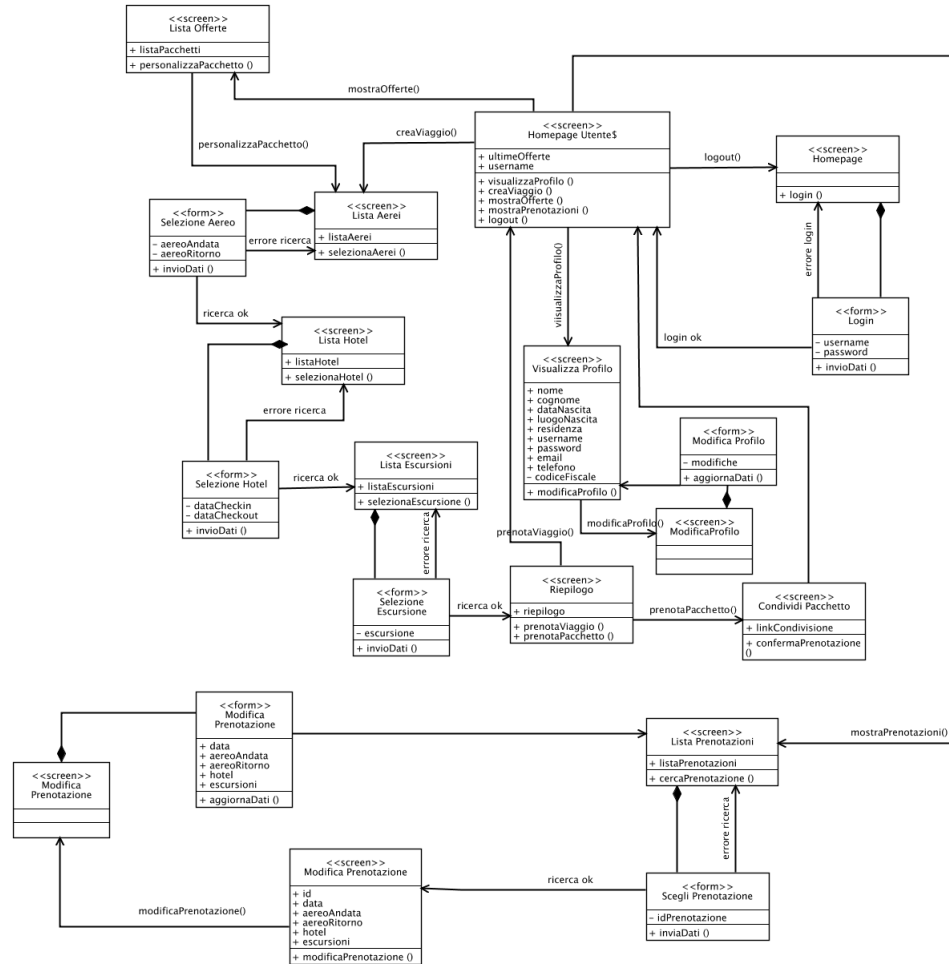 <<screen>>
Lista Offerte
+ listaPacchetti
+ personalizzaPacchetto ()
mostraOfferte()
personalizzaPacchetto()
creaViaggio()
<<screen>>
Homepage Utente$
+ ultimeOfferte
+ username
+ visualizzaProfilo ()
+ creaViaggio ()
+ mostraOfferte ()
+ mostraPrenotazioni ()
+ logout ()
logout()
<<screen>>
Homepage
+ login ()
<<form>>
Selezione Aereo
- aereoAndata
- aereoRitorno
+ invioDati ()
errore ricerca
<<screen>>
Lista Aerei
+ listaAerei
+ selezionaAerei ()
viisualizzaProfilo()
errore login
login ok
<<form>>
Login
- username
- password
+ invioDati ()
ricerca ok
<<screen>>
Lista Hotel
+ listaHotel
+ selezionaHotel ()
errore ricerca
<<screen>>
Visualizza Profilo
+ nome
+ cognome
+ dataNascita
+ luogoNascita
+ residenza
+ username
+ password
+ email
+ telefono
- codiceFiscale
+ modificaProfilo ()
<<form>>
Modifica Profilo
- modifiche
+ aggiornaDati ()
modificaProfilo()
<<screen>>
ModificaProfilo
<<form>>
Selezione Hotel
- dataCheckin
- dataCheckout
+ invioDati ()
ricerca ok
<<screen>>
Lista Escursioni
+ listaEscursioni
+ selezionaEscursione ()
errore ricerca
prenotaViaggio()
<<form>>
Selezione
Escursione
- escursione
+ invioDati ()
ricerca ok
<<screen>>
Riepilogo
+ riepilogo
+ prenotaViaggio ()
+ prenotaPacchetto ()
prenotaPacchetto()
<<screen>>
Condividi Pacchetto
+ linkCondivisione
+ confermaPrenotazione
()
<<form>>
Modifica
Prenotazione
+ data
+ aereoAndata
+ aereoRitorno
+ hotel
+ escursioni
+ aggiornaDati ()
<<screen>>
Lista Prenotazioni
+ listaPrenotazioni
+ cercaPrenotazione ()
mostraPrenotazioni()
<<screen>>
Modifica
Prenotazione
errore ricerca
<<screen>>
Modifica Prenotazione
+ id
+ data
+ aereoAndata
+ aereoRitorno
+ hotel
+ escursioni
+ modificaPrenotazione ()
ricerca ok
<<form>>
Scegli Prenotazione
- idPrenotazione
+ inviaDati ()
modificaPrenotazione()